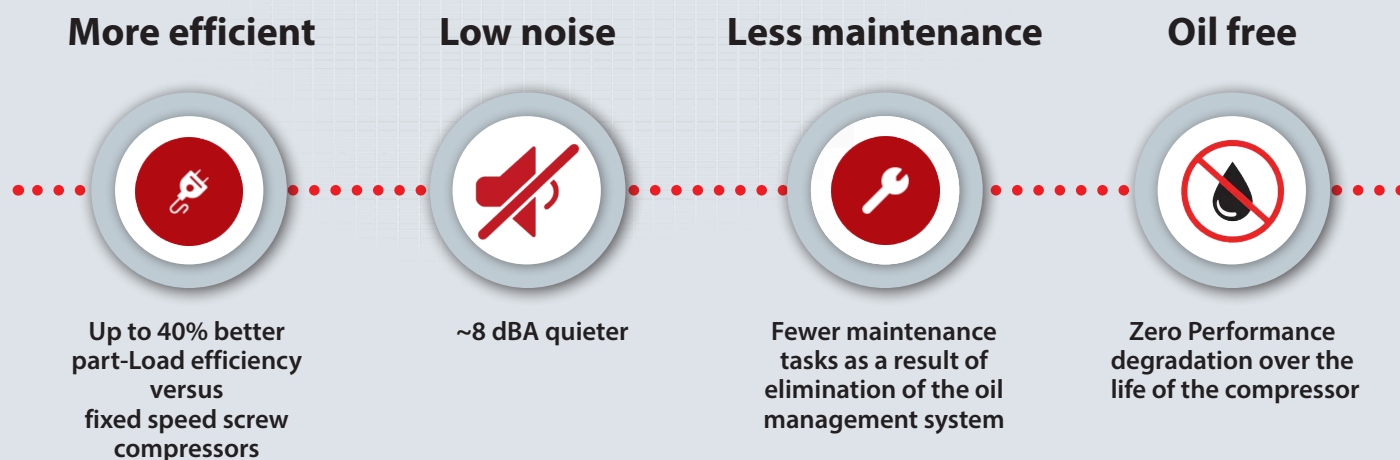 More efficient
Up to 40% better
part-Load efficiency
versus
fixed speed screw
compressors
Low noise
~8 dBA quieter
Less maintenance
Fewer maintenance
tasks as a result of
elimination of the oil
management system
Oil free
Zero Performance
degradation over the
life of the compressor